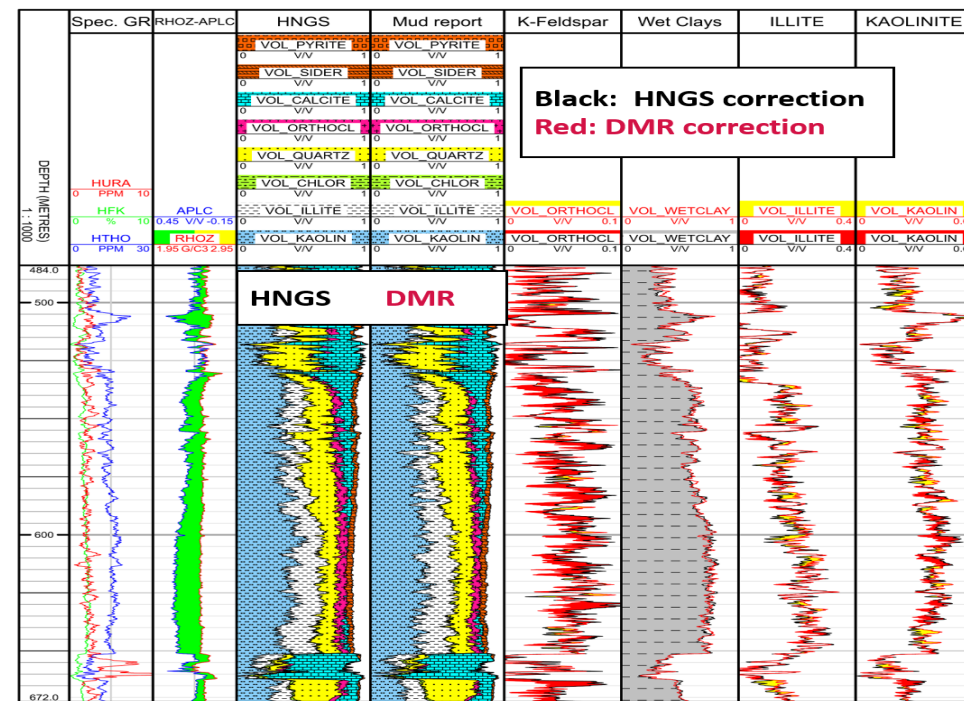 Spec. GR RHOZ-APLC HNGS Mud report K-Feldspar Wet Clays ILLITE KAOLINITE
VOL_PYRITE VOL_PYRITE
0 V/V 1 0 V/V 1
VOL_SIDER VOL_SIDER
0 V/V 1 0 V/V 1
VOL_CALCITE VOL_CALCITE
0 V/V 1 0 V/V 1
VOL_ORTHOCL VOL_ORTHOCL
0 V/V 1 0 V/V 1
VOL_QUARTZ VOL_QUARTZ
0 V/V 1 0 V/V 1
VOL_CHLOR VOL_CHLOR
0 V/V 1 0 V/V 1
Black: HNGS correction
Red: DMR correction
DEPTH (METRES)
1 : 1000
HURA
0 PPM 10
HFK APLC VOL_ILLITE VOL_ILLITE VOL_ORTHOCL VOL_WETCLAY VOL_ILLITE VOL_KAOLIN
0 % 10 0.45 V/V -0.15 0 V/V 1 0 V/V 1 0 V/V 0.1 0 V/V 1 0 V/V 0.4 0 V/V
HTHO RHOZ VOL_KAOLIN VOL_KAOLIN VOL_ORTHOCL VOL_WETCLAY VOL_ILLITE VOL_KAOLIN
0 PPM 30 1.95 G/C3 2.95 0 V/V 1 0 V/V 1 0 V/V 0.1 0 V/V 1 0 V/V 0.4 0 V/V
484.0
HNGS DMR
500
600
672.0